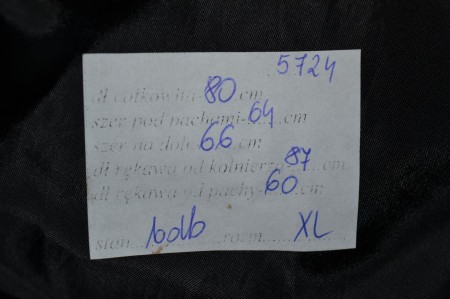 5724
dł całkowita 80 cm
szer pod pachami 64 cm
szer na dole 66 cm
dł rękawa od kołnierza 87 cm
dł rękawa od pachy 60 cm
stan bdb rozm XL